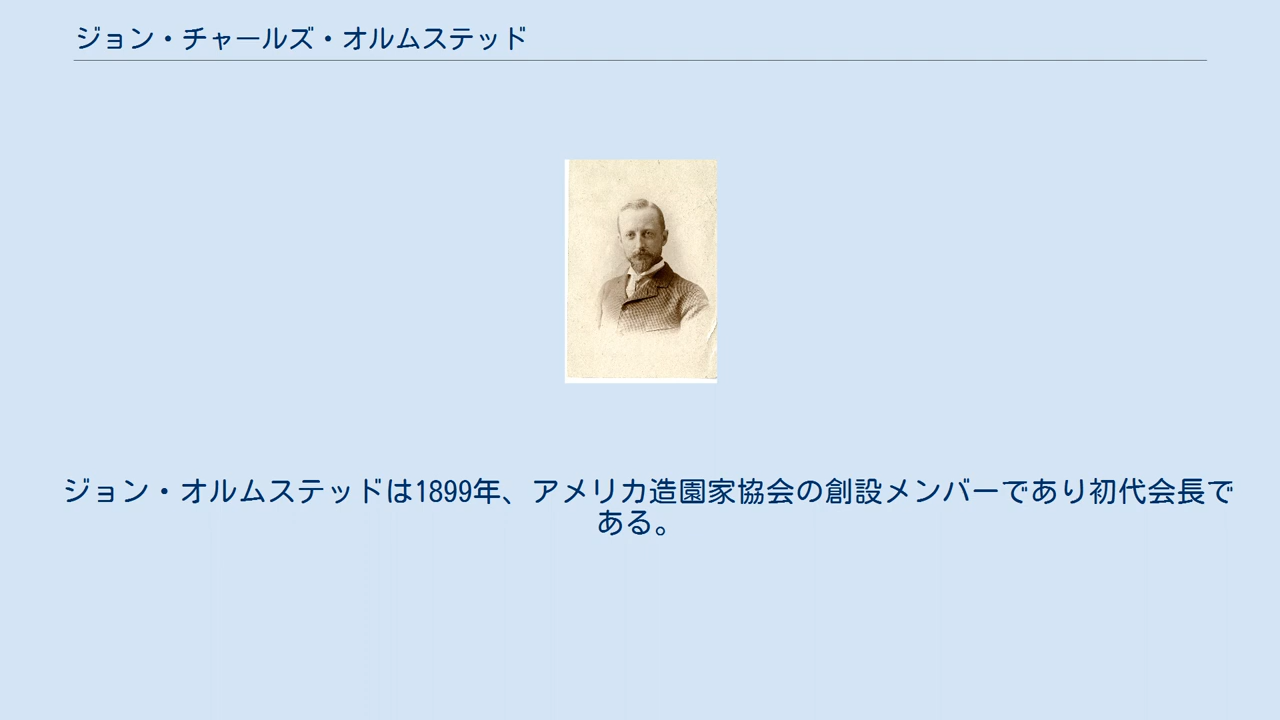 ジョン・チャールズ・オルムステッド
ジョン・オルムステッドは1899年、アメリカ造園家協会の創設メンバーであり初代会長で
ある。